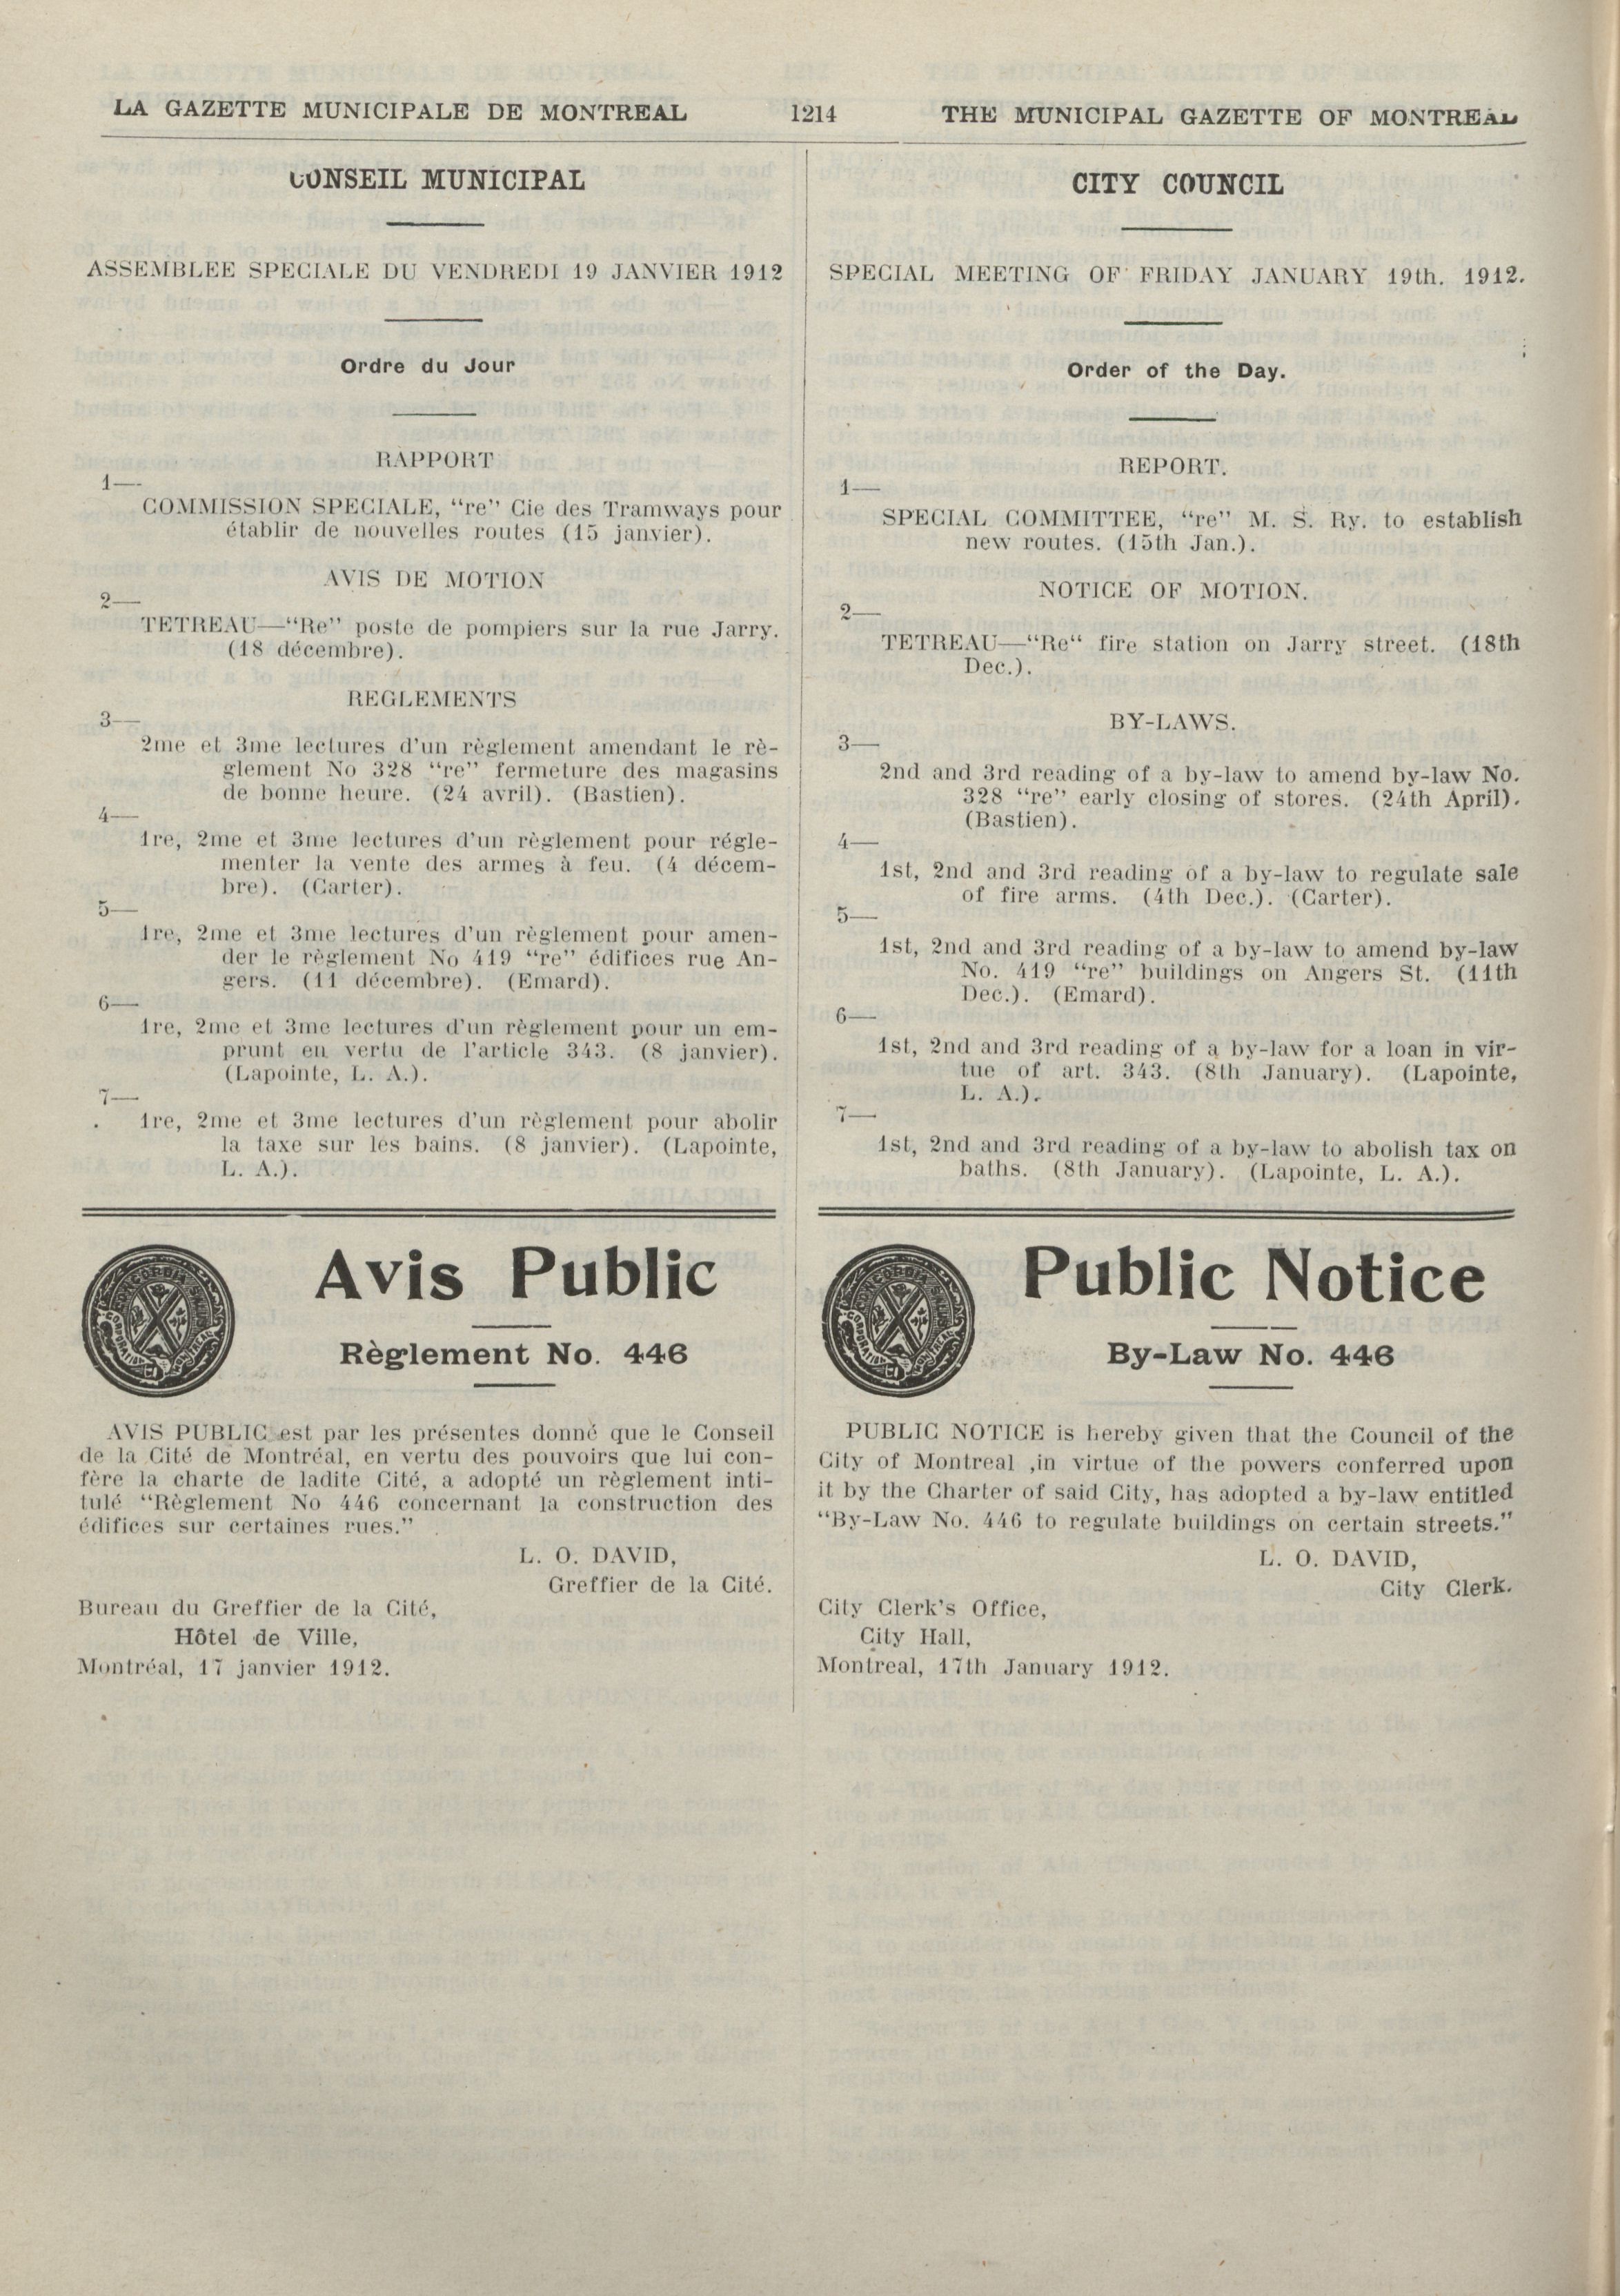 LA GAZETTE MUNICIPALE DE MONTREAL 1214 THE MUNICIPAL GAZETTE OF MONTREAL
CONSEIL MUNICIPAL
ASSEMBLEE SPECIALE DU VENDREDI 19 JANVIER 1912
Ordre du Jour
RAPPORT
1—
COMMISSION SPECIALE, “re” Cie des Tramways pour
établir de nouvelles routes (15 janvier).
AVIS DE MOTION
2—
TETREAU—“Re” poste de pompiers sur la rue Jarry.
(18 décembre).
REGLEMENTS
3—
2me et 3me lectures d'un règlement amendant le rè-
glement No 328 “re” fermeture des magasins
de bonne heure. (24 avril). (Bastien).
4—
1re, 2me et 3me lectures d'un règlement pour régle-
menter la vente des armes à feu. (4 décem-
bre). (Carter).
5—
1re, 2me et 3me lectures d'un règlement pour amen-
der le règlement No 419 “re” édifices rue An-
gers. (11 décembre). (Emard).
6—
1re, 2me et 3me lectures d'un règlement pour un em-
prunt en vertu de l'article 343. (8 janvier).
(Lapointe, L. A.).
7—
1re, 2me et 3me lectures d'un règlement pour abolir
la taxe sur les bains. (8 janvier). (Lapointe,
L. A.).
Avis Public
Règlement No. 446
AVIS PUBLIC est par les présentes donné que le Conseil
de la Cité de Montréal, en vertu des pouvoirs que lui con-
fère la charte de ladite Cité, a adopté un règlement inti-
tulé “Règlement No 446 concernant la construction des
édifices sur certaines rues.”
L. O. DAVID,
Greffier de la Cité.
Bureau du Greffier de la Cité,
Hôtel de Ville,
Montréal, 17 janvier 1912.
CITY COUNCIL
SPECIAL MEETING OF FRIDAY JANUARY 19th. 1912.
Order of the Day.
REPORT.
1—
SPECIAL COMMITTEE, “re” M. S. Ry. to establish
new routes. (15th Jan.).
NOTICE OF MOTION.
2—
TETREAU—“Re“ fire station on Jarry street. (18th
Dec.).
BY-LAWS.
3—
2nd and 3rd reading of a by-law to amend by-law No.
328 “re” early closing of stores. (24th April).
(Bastien).
4—
1st, 2nd and 3rd reading of a by-law to regulate sale
of fire arms. (4th Dec.). (Carter).
5—
1st, 2nd and 3rd reading of a by-law to amend by-law
No. 419 “re” buildings on Angers St. (11th
Dec.). (Emard).
6—
1st, 2nd and 3rd reading of a by-law for a loan in vir-
tue of art. 343. (8th January). (Lapointe,
L. A.).
7—
1st, 2nd and 3rd reading of a by-law to abolish tax on
baths. (8th January). (Lapointe, L. A.).
Public Notice
By-Law No. 446
PUBLIC NOTICE is hereby given that the Council of the
City of Montreal ,in virtue of the powers conferred upon
it by the Charter of said City, has adopted a by-law entitled
“By-Law No. 446 to regulate buildings on certain streets.”
L. O. DAVID,
City Clerk.
City Clerk's Office,
City Hall,
Montreal, 17th January 1912.